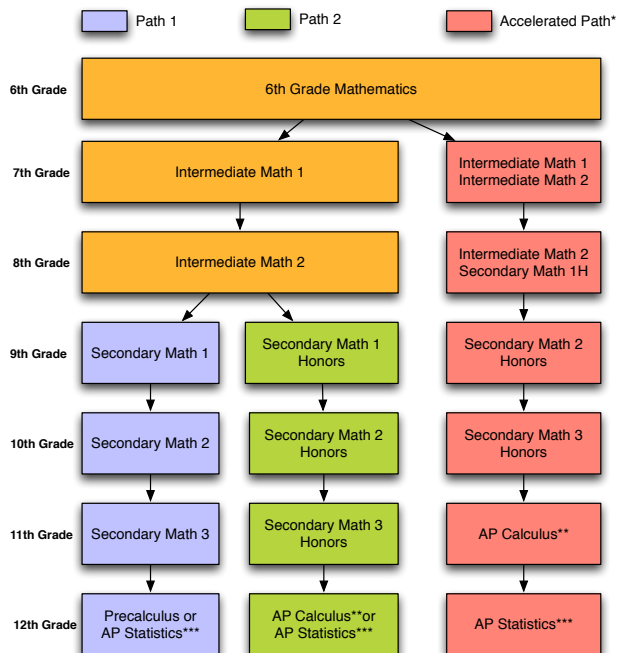 Path 1
Path 2
Accelerated Path*
6th Grade
6th Grade Mathematics
7th Grade
Intermediate Math 1
Intermediate Math 1
Intermediate Math 2
8th Grade
Intermediate Math 2
Intermediate Math 2
Secondary Math 1H
9th Grade
Secondary Math 1
Secondary Math 1
Honors
Secondary Math 2
Honors
10th Grade
Secondary Math 2
Secondary Math 2
Honors
Secondary Math 3
Honors
11th Grade
Secondary Math 3
Secondary Math 3
Honors
AP Calculus**
12th Grade
Precalculus or
AP Statistics***
AP Calculus**or
AP Statistics***
AP Statistics***